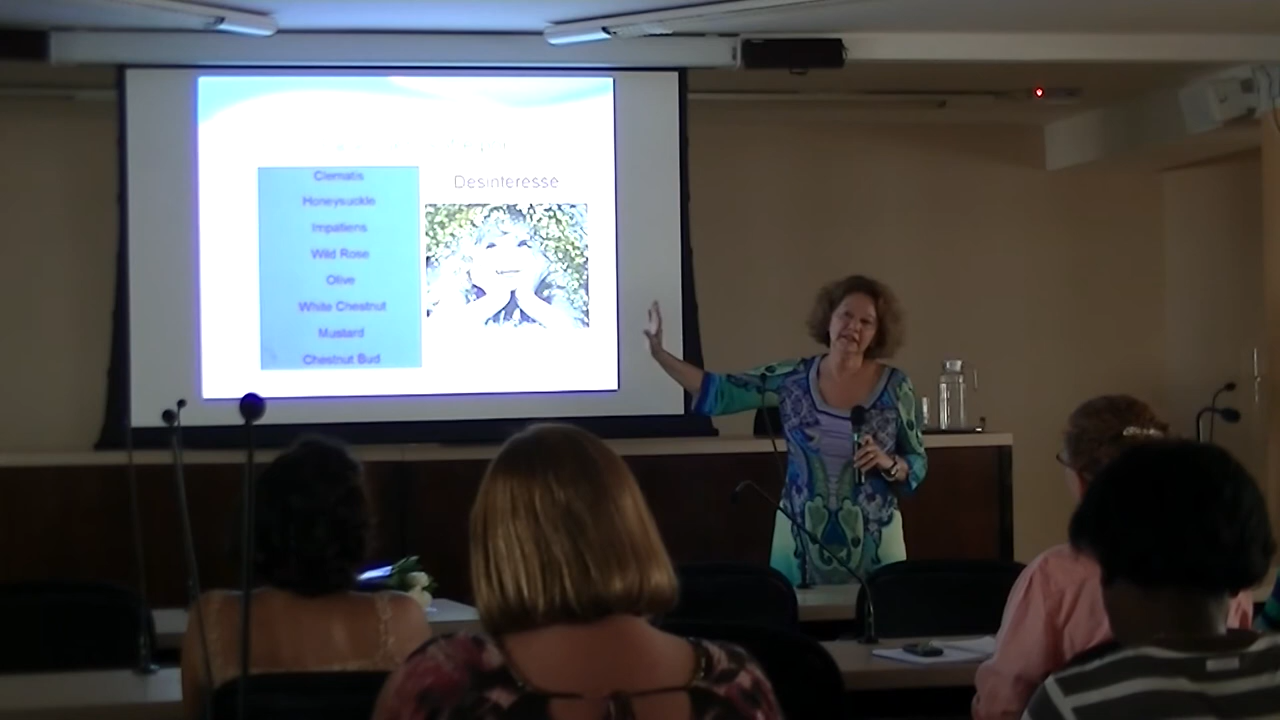 Clematis
Honeysuckle
Impatiens
Wild Rose
Olive
White Chestnut
Mustard
Chestnut Bud
Desinteresse